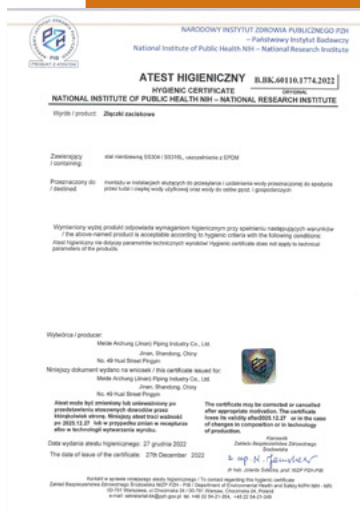 PZH
PIB
PRODUKT Z ATESTEM
NARODOWY INSTYTUT ZDROWIA PUBLICZNEGO PZH
– Państwowy Instytut Badawczy
National Institute of Public Health NIH – National Research Institute
ATEST HIGIENICZNY B.BK.60110.1774.2022
HYGIENIC CERTIFICATE ORYGINAŁ
NATIONAL INSTITUTE OF PUBLIC HEALTH NIH – NATIONAL RESEARCH INSTITUTE
Wyrób / product: Złączki zaciskowe
Zawierający
/ containing: stal nierdzewną SS304 i SS316L, uszczelnienie z EPDM
Przeznaczony do
/ destined: montażu w instalacjach służących do przesyłania i uzdatniania wody przeznaczonej do spożycia
przez ludzi i ciepłej wody użytkowej oraz wody do celów ppoż. i gospodarczych
Wymieniony wyżej produkt odpowiada wymaganiom higienicznym przy spełnieniu następujących warunków
/ the above-named product is acceptable according to hygienic criteria with the following conditions:
Atest higieniczny nie dotyczy parametrów technicznych wyrobów/ Hygienic certificate does not apply to technical
parameters of the products.
Wytwórca / producer:
Meide Archung (Jinan) Piping Industry Co., Ltd.
Jinan, Shandong, Chiny
No. 49 Huai Street Pingyin
Niniejszy dokument wydano na wniosek / this certificate issued for:
Meide Archung (Jinan) Piping Industry Co., Ltd.
Jinan, Shandong, Chiny
No. 49 Huai Street Pingyin
Atest może być zmieniony lub unieważniony po
przedstawieniu stosownych dowodów przez
którąkolwiek stronę. Niniejszy atest traci ważność
po 2025.12.27 lub w przypadku zmian w recepturze
albo w technologii wytwarzania wyrobu.
The certificate may be corrected or cancelled
after appropriate motivation. The certificate
loses its validity after2025.12.27 or in the case
of changes in composition or in technology
of production.
Data wydania atestu higienicznego: 27 grudnia 2022
The date of issue of the certificate: 27th December 2022
Kierownik
Zakładu Bezpieczeństwa Zdrowotnego
Środowiska